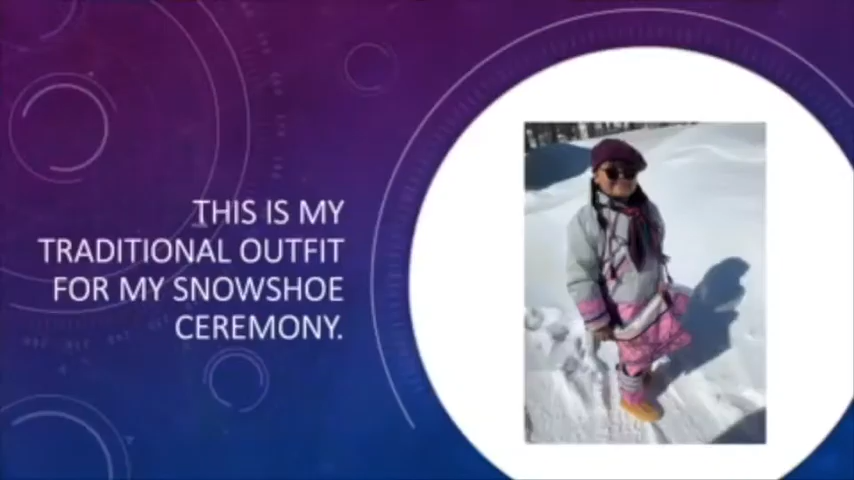 THIS IS MY
TRADITIONAL OUTFIT
FOR MY SNOWSHOE
CEREMONY.